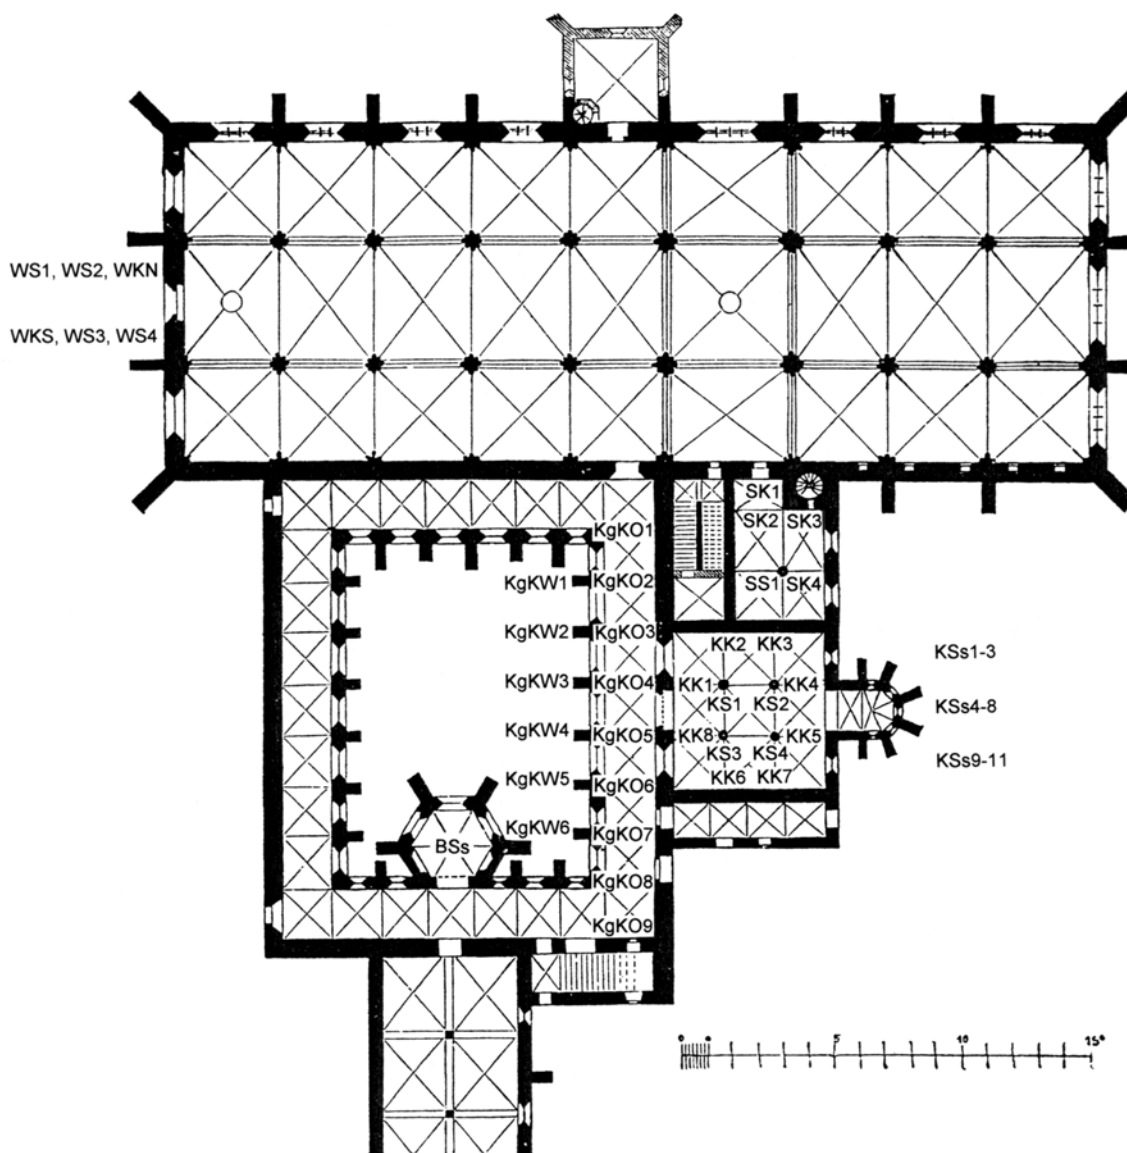 WS1, WS2, WKN
WKS, WS3, WS4
SK1
SK2 SK3
SS1 SK4
KgKO1
KgKW1 KgKO2
KgKW2 KgKO3
KgKW3 KgKO4
KgKW4 KgKO5
KgKW5 KgKO6
KgKW6 KgKO7
KgKO8
KgKO9
BSs
KK2 KK3
KK1 KK4
KS1 KS2
KK8 KK5
KS3 KS4
KK6 KK7
KSs1-3
KSs4-8
KSs9-11
0 5 10 15°